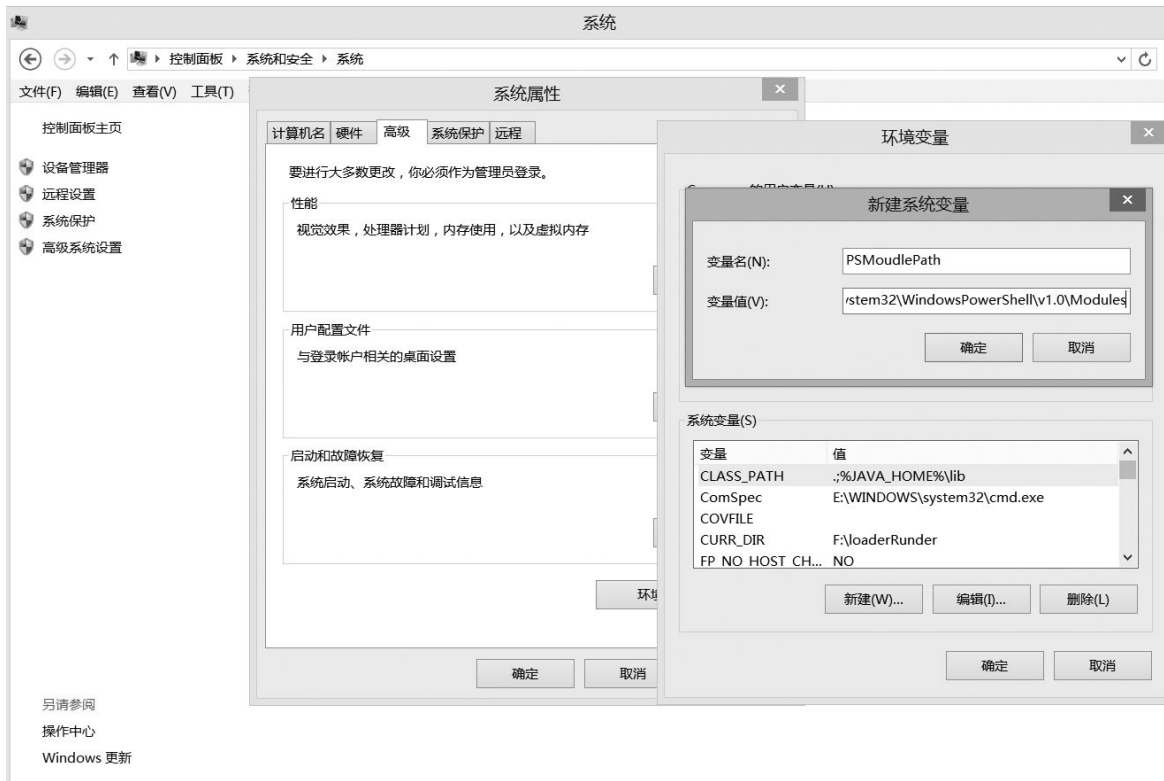 系统
控制面板 系统和安全 系统
文件(F) 编辑(E) 查看(V) 工具(T)
控制面板主页
设备管理器
远程设置
系统保护
高级系统设置
另请参阅
操作中心
Windows 更新
系统属性
计算机名 硬件 高级 系统保护 远程
要进行大多数更改，你必须作为管理员登录。
性能
视觉效果，处理器计划，内存使用，以及虚拟内存
用户配置文件
与登录帐户相关的桌面设置
启动和故障恢复
系统启动、系统故障和调试信息
确定 取消
环境变量
的用户变量(U)
新建系统变量
变量名(N): PSMoudlePath
变量值(V): ystem32\WindowsPowerShell\v1.0\Modules
确定 取消
系统变量(S)
变量 值
CLASS_PATH .;%JAVA_HOME%\lib
ComSpec E:\WINDOWS\system32\cmd.exe
COVFILE
CURR_DIR F:\loaderRunder
FP_NO_HOST_CH... NO
新建(W)... 编辑(I)... 删除(L)
确定 取消